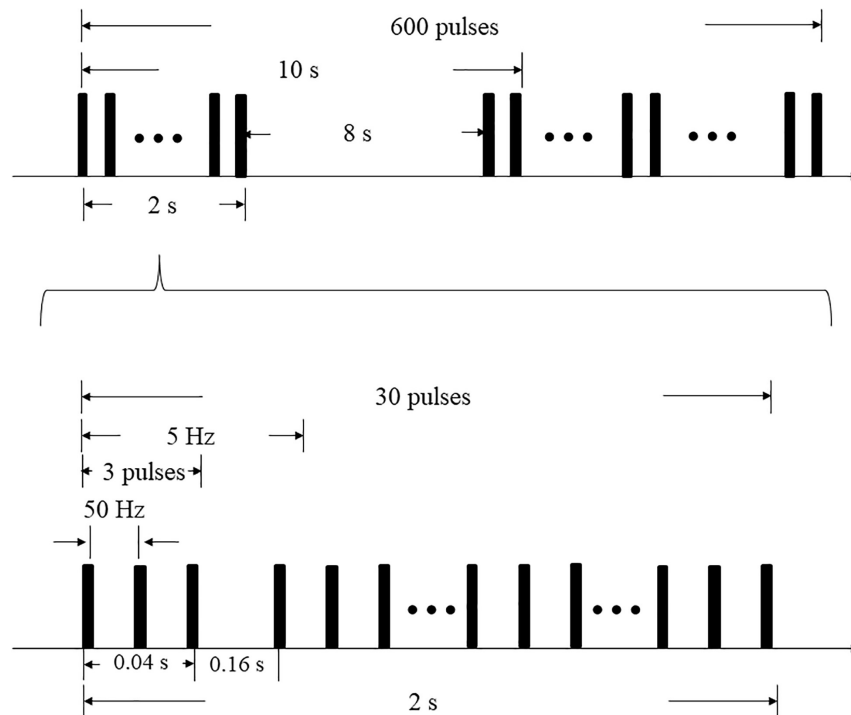 600 pulses
10 s
8 s
2 s
30 pulses
5 Hz
3 pulses
50 Hz
0.04 s
0.16 s
2 s